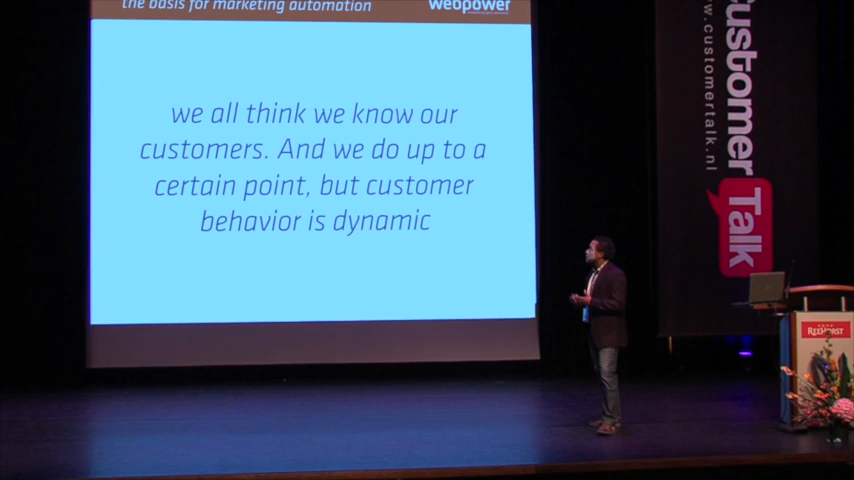 the basis for marketing automation
webpower
we all think we know our
customers. And we do up to a
certain point, but customer
behavior is dynamic
Customer
Talk
www.customertalk.nl
REEHORST